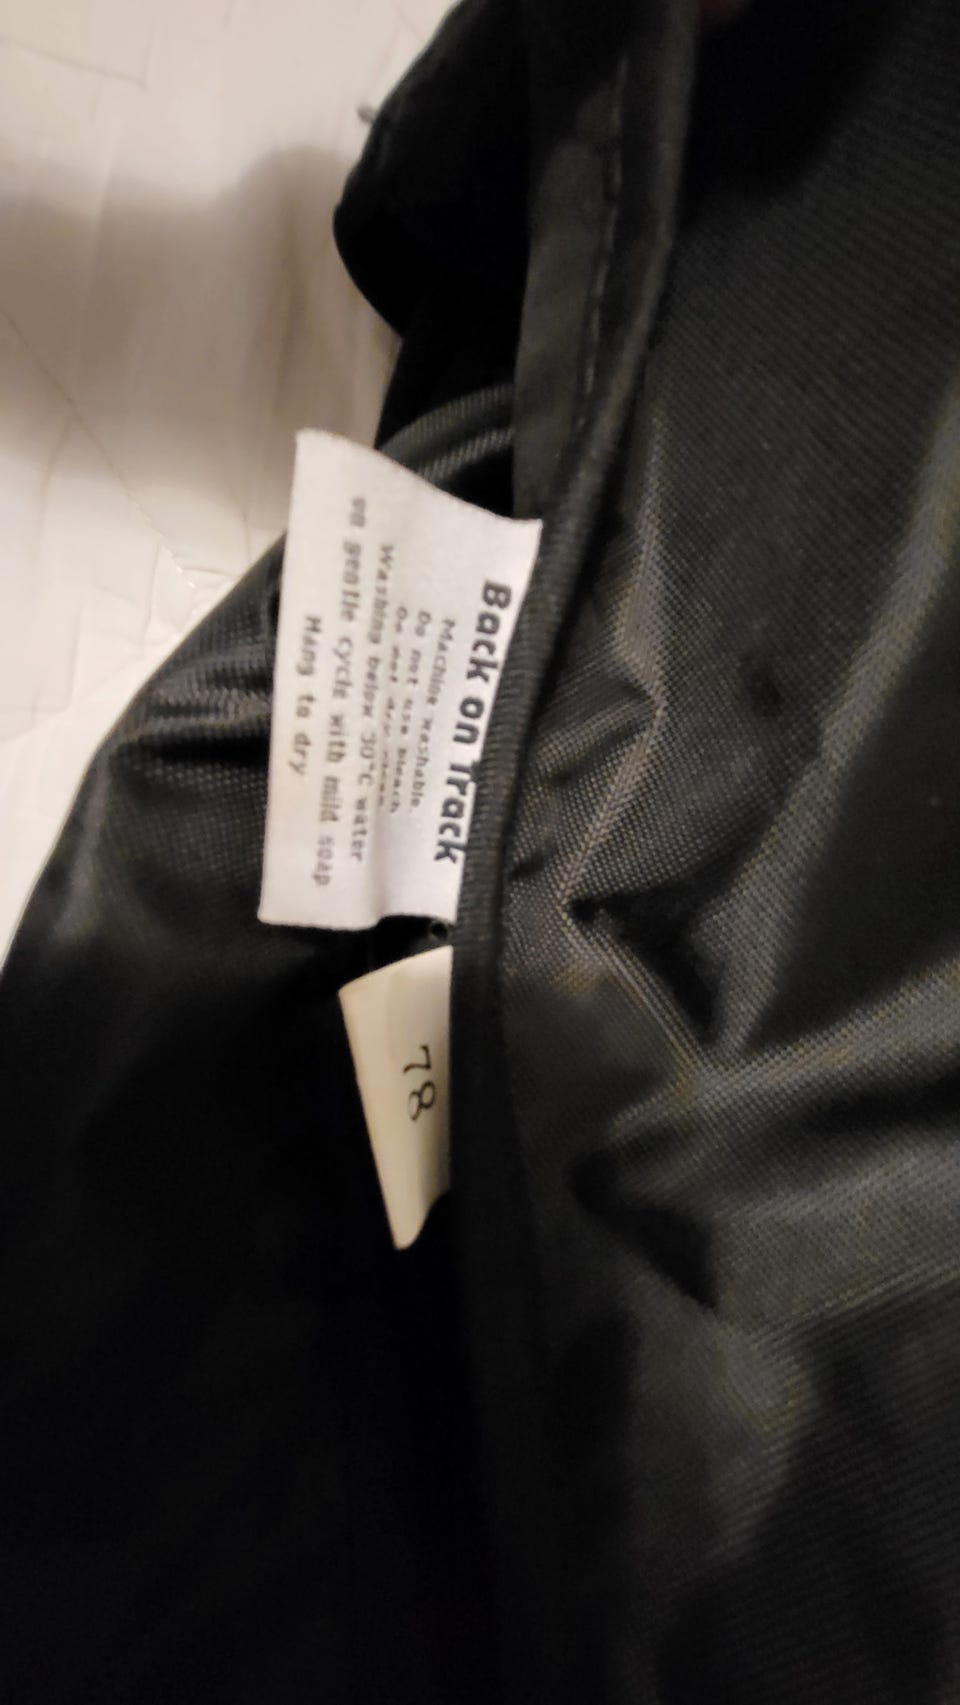 Back on Track
Machine washable.
Do not use bleach
Do not dry clean
Washing below 30°C water
on gentle cycle with mild soap
Hang to dry
78